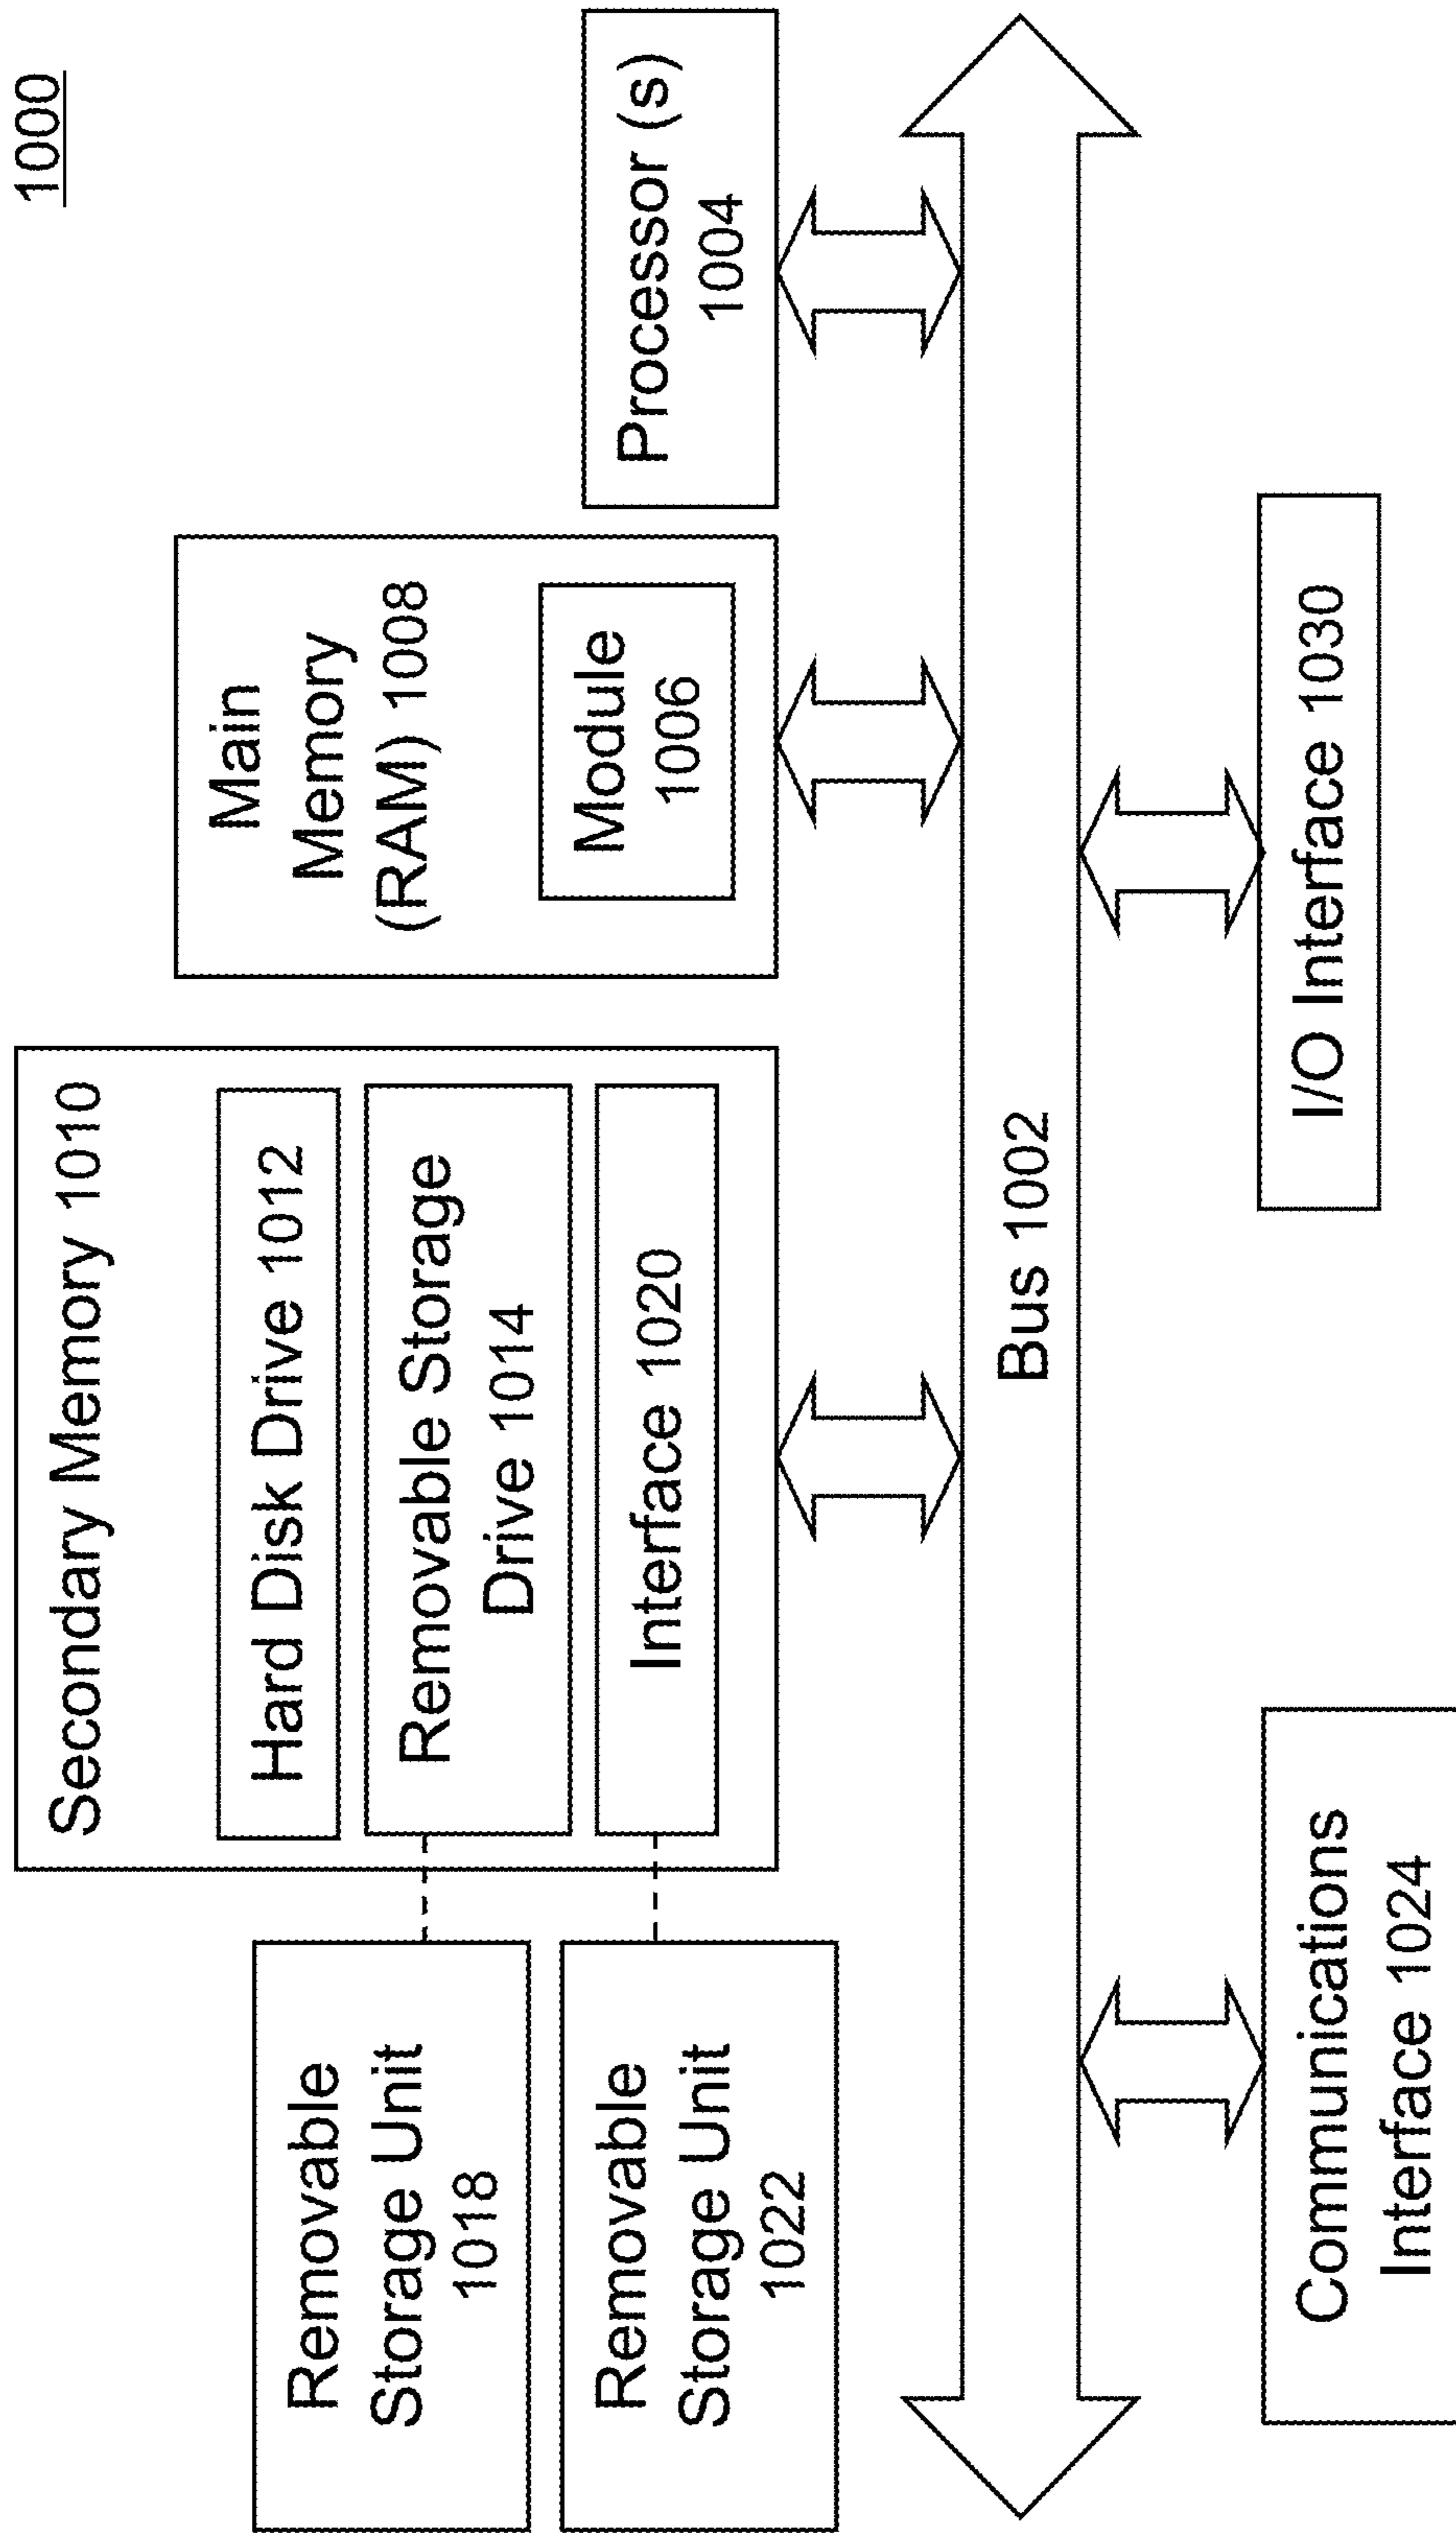 1000
Removable
Storage Unit
1018
Removable
Storage Unit
1022
Secondary Memory 1010
Hard Disk Drive 1012
Removable Storage
Drive 1014
Interface 1020
Main
Memory
(RAM) 1008
Module
1006
Processor (s)
1004
Bus 1002
Communications
Interface 1024
I/O Interface 1030